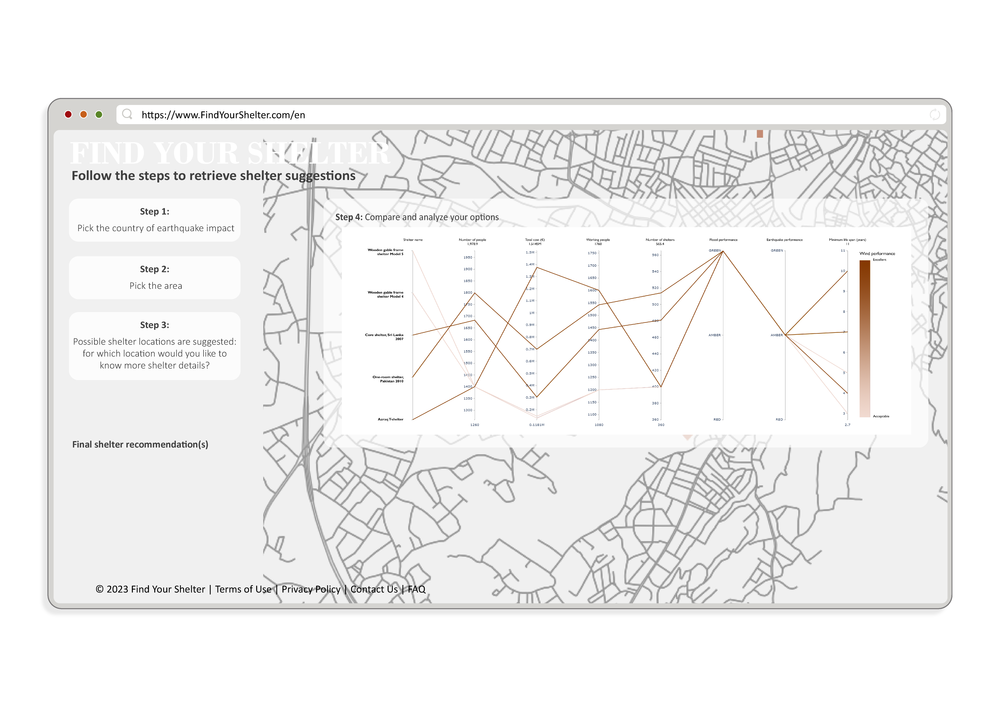 https://www.FindYourShelter.com/en
FIND YOUR SHELTER
Follow the steps to retrieve shelter suggestions
Step 1:
Pick the country of earthquake impact
Step 2:
Pick the area
Step 3:
Possible shelter locations are suggested:
for which location would you like to
know more shelter details?
Final shelter recommendation(s)
Step 4: Compare and analyze your options
Shelter name
Wooden gable frame
shelter Model 5
Wooden gable frame
shelter Model 4
Core shelter, Sri Lanka
2007
One-room shelter,
Pakistan 2010
Azraq T-shelter
Number of people
1,978.9
1950
1900
1850
1800
1750
1700
1650
1600
1550
1500
1450
1400
1350
1300
1260
Total cost (€)
1.5145M
1.5M
1.4M
1.3M
1.2M
1.1M
1M
0.9M
0.8M
0.7M
0.6M
0.5M
0.4M
0.3M
0.2M
0.1181M
Working people
1760
1750
1700
1650
1600
1550
1500
1450
1400
1350
1300
1250
1200
1150
1100
1080
Number of shelters
565.4
560
540
520
500
480
460
440
420
400
380
360
360
Flood performance
GREEN
AMBER
RED
Earthquake performance
GREEN
AMBER
RED
Minimum life span (years)
11
11
10
9
8
7
6
5
4
3
2.7
Wind performance
Excellent
Acceptable
© 2023 Find Your Shelter | Terms of Use | Privacy Policy | Contact Us | FAQ